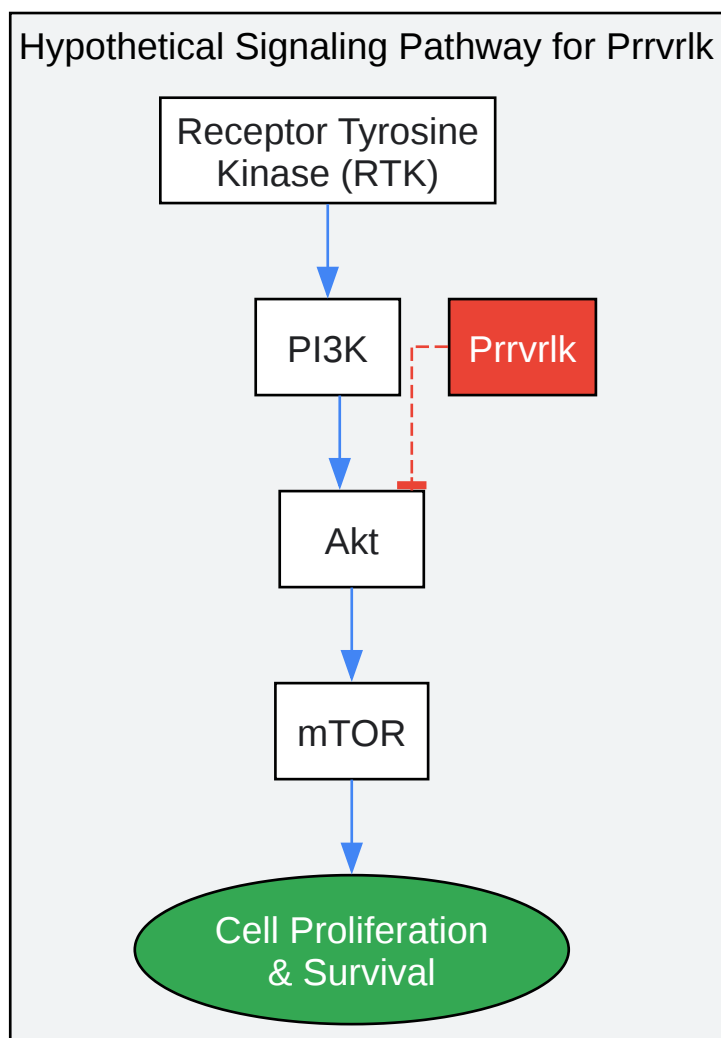 Hypothetical Signaling Pathway for Prrvrlk
Receptor Tyrosine
Kinase (RTK)
PI3K
Prrvrlk
Akt
mTOR
Cell Proliferation
& Survival